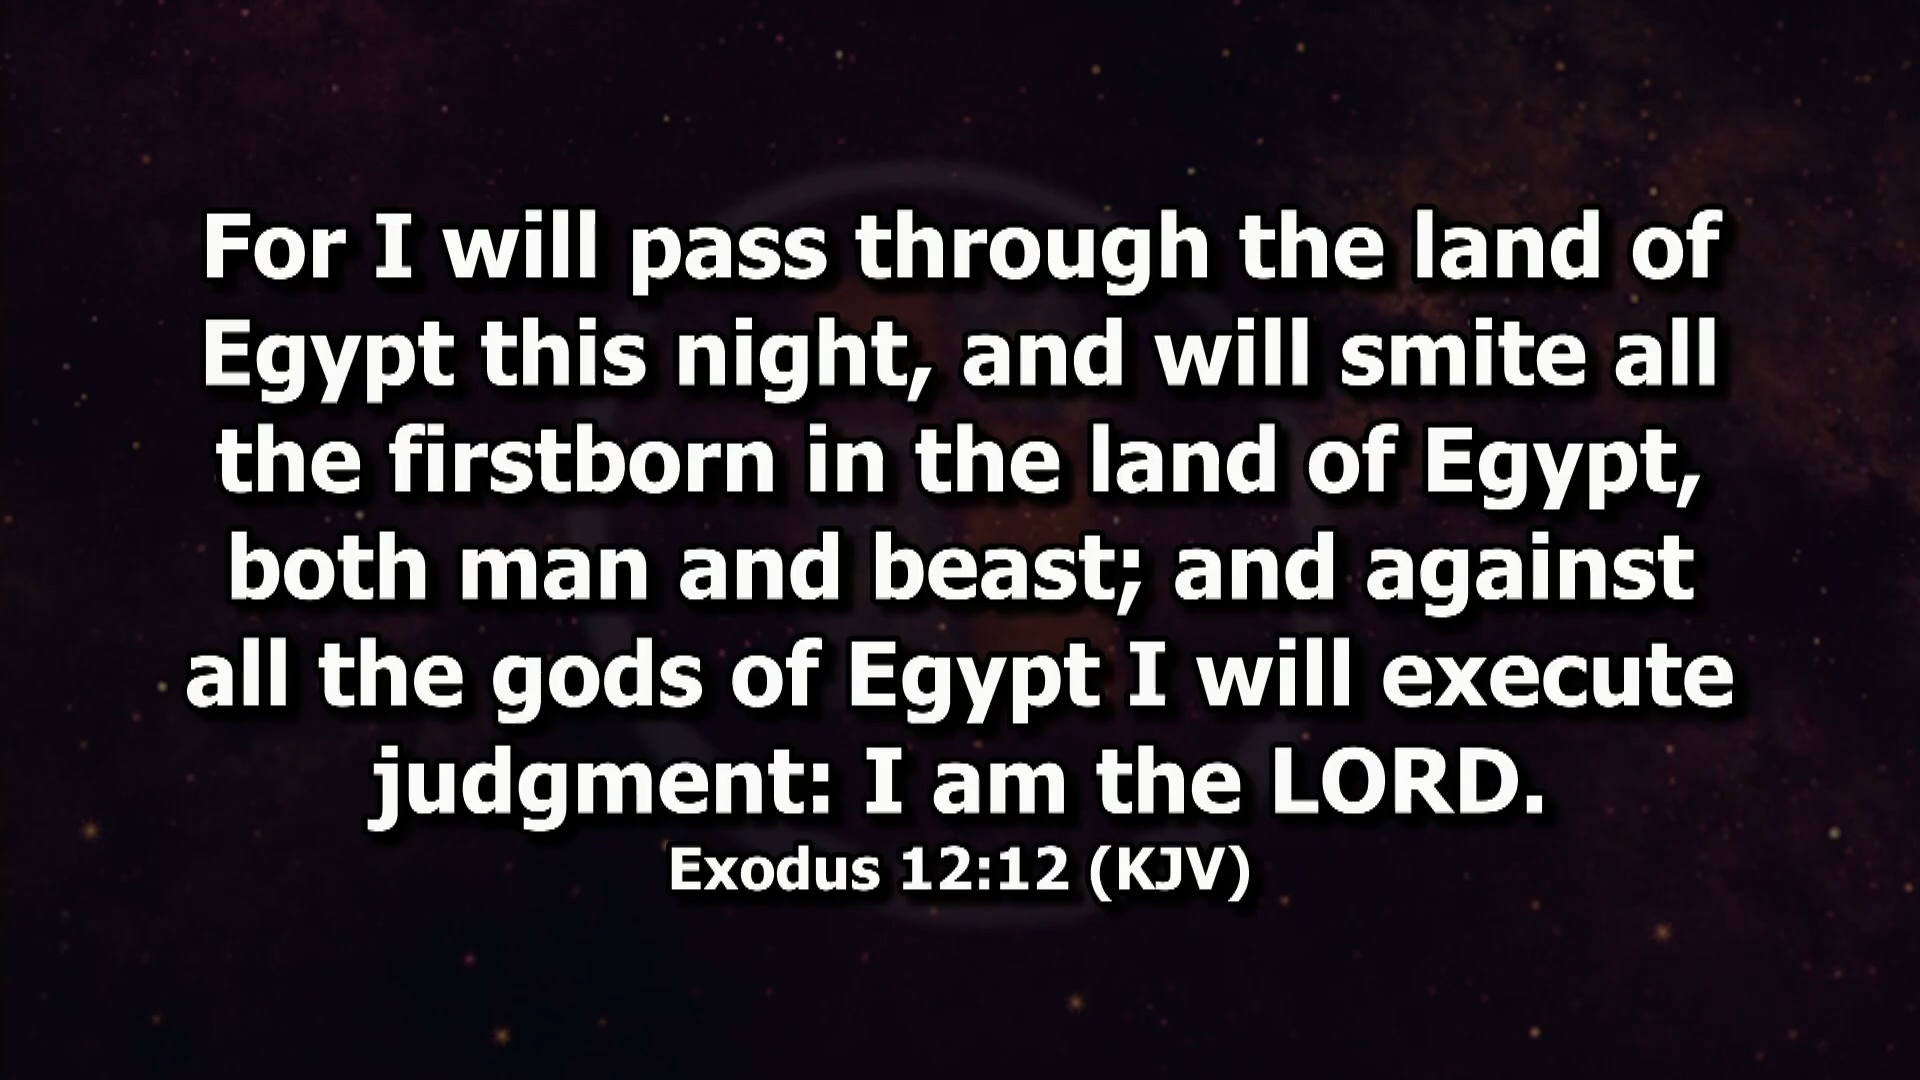 For I will pass through the land of
Egypt this night, and will smite all
the firstborn in the land of Egypt,
both man and beast; and against
all the gods of Egypt I will execute
judgment: I am the LORD.
Exodus 12:12 (KJV)